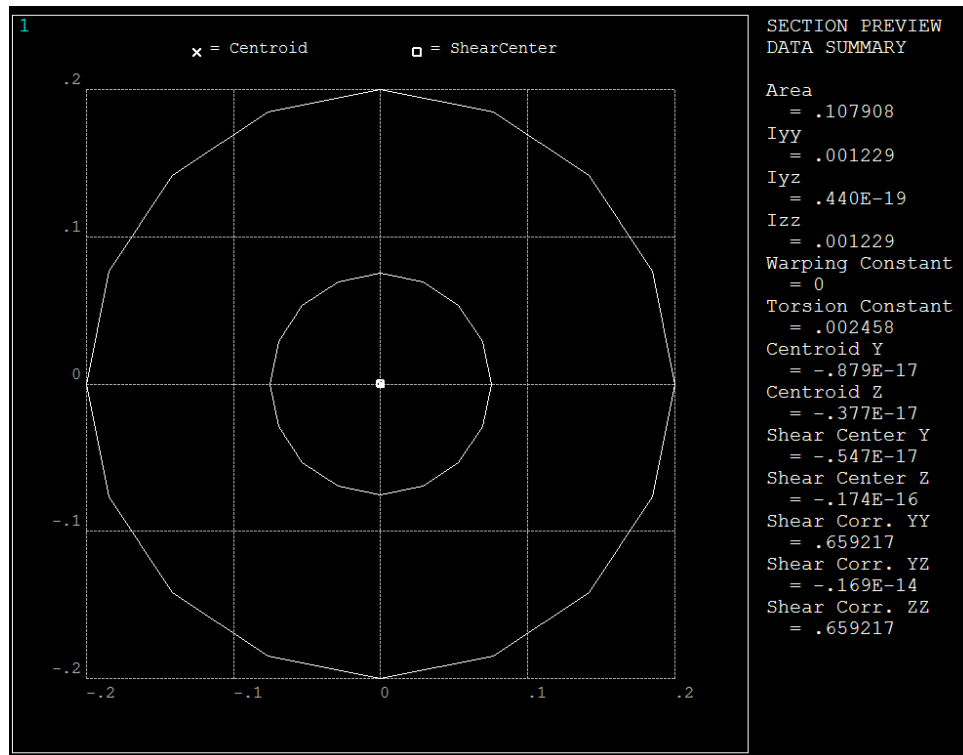 1
× = Centroid
□ = ShearCenter
.2
.1
0
-.1
-.2
-.2
-.1
0
.1
.2
SECTION PREVIEW
DATA SUMMARY
Area
= .107908
Iyy
= .001229
Iyz
= .440E-19
Izz
= .001229
Warping Constant
= 0
Torsion Constant
= .002458
Centroid Y
= -.879E-17
Centroid Z
= -.377E-17
Shear Center Y
= -.547E-17
Shear Center Z
= -.174E-16
Shear Corr. YY
= .659217
Shear Corr. YZ
= -.169E-14
Shear Corr. ZZ
= .659217